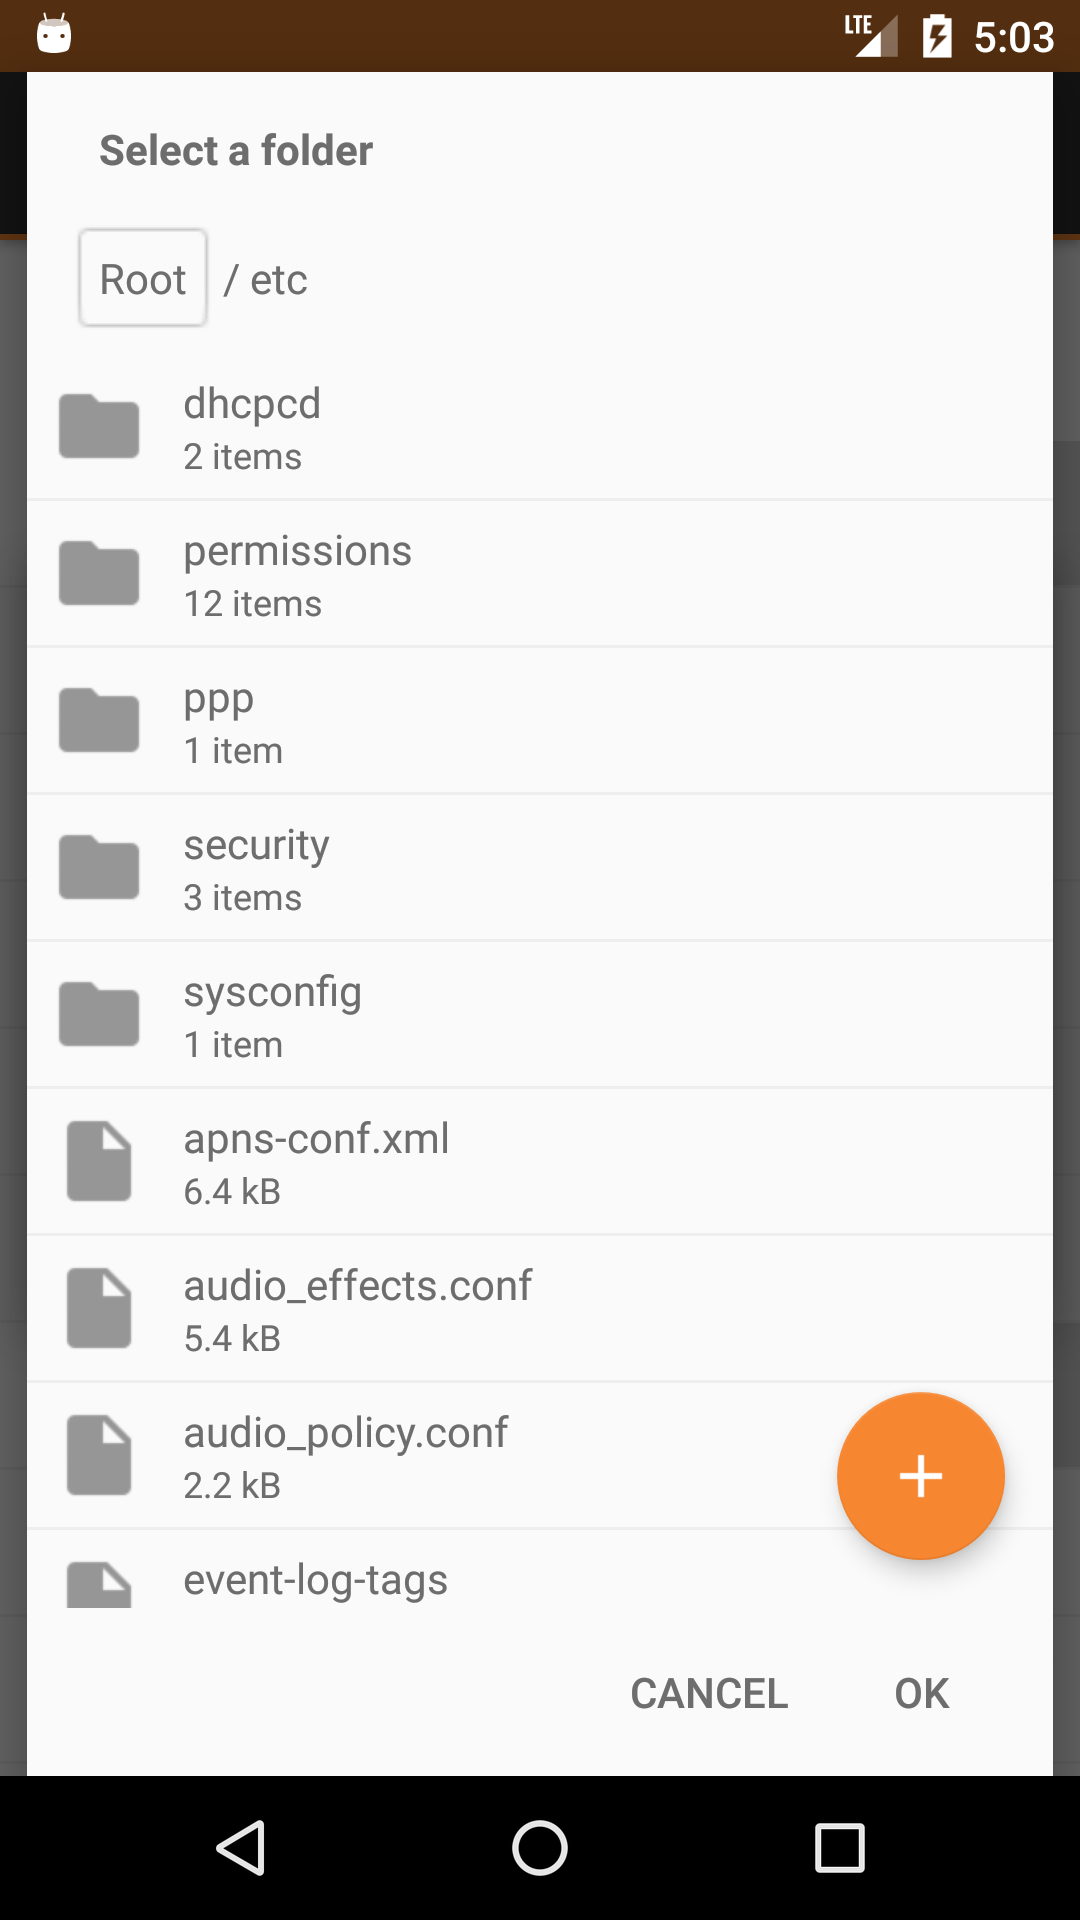 LTE 5:03
Select a folder
Root / etc
dhcpcd
2 items
permissions
12 items
ppp
1 item
security
3 items
sysconfig
1 item
apns-conf.xml
6.4 kB
audio_effects.conf
5.4 kB
audio_policy.conf
2.2 kB
event-log-tags
CANCEL OK